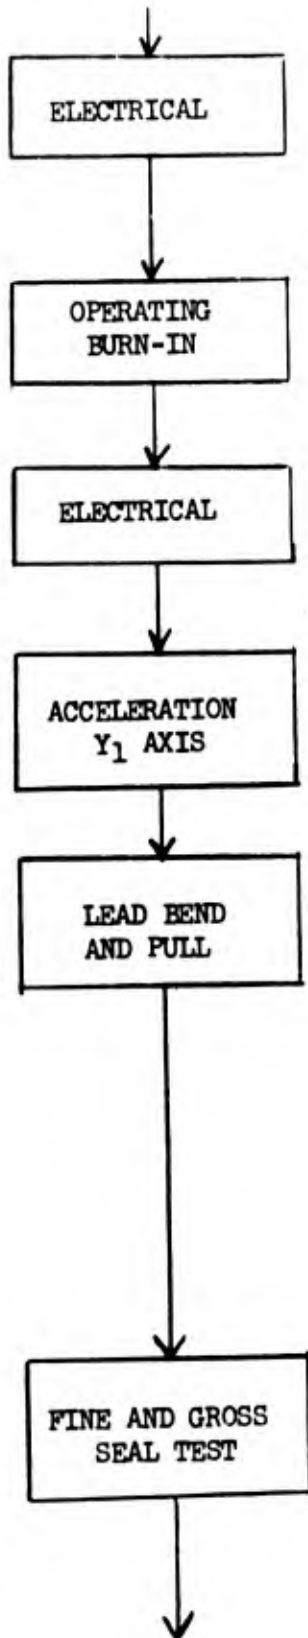 ELECTRICAL
OPERATING
BURN-IN
ELECTRICAL
ACCELERATION
Y1 AXIS
LEAD BEND
AND PULL
FINE AND GROSS
SEAL TEST